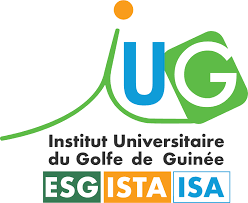 iUG
Institut Universitaire
du Golfe de Guinée
ESG ISTA ISA